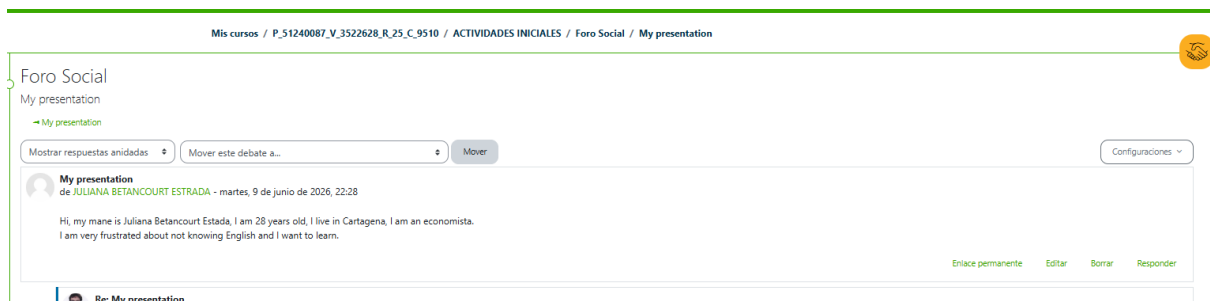 Mis cursos / P_51240087_V_3522628_R_25_C_9510 / ACTIVIDADES INICIALES / Foro Social / My presentation
Foro Social
My presentation
My presentation
Mostrar respuestas anidadas Mover este debate a... Mover Configuraciones
My presentation
de JULIANA BETANCOURT ESTRADA - martes, 9 de junio de 2026, 22:28
Hi, my mane is Juliana Betancourt Estada, I am 28 years old, I live in Cartagena, I am an economista.
I am very frustrated about not knowing English and I want to learn.
Enlace permanente Editar Borrar Responder
Re: My presentation